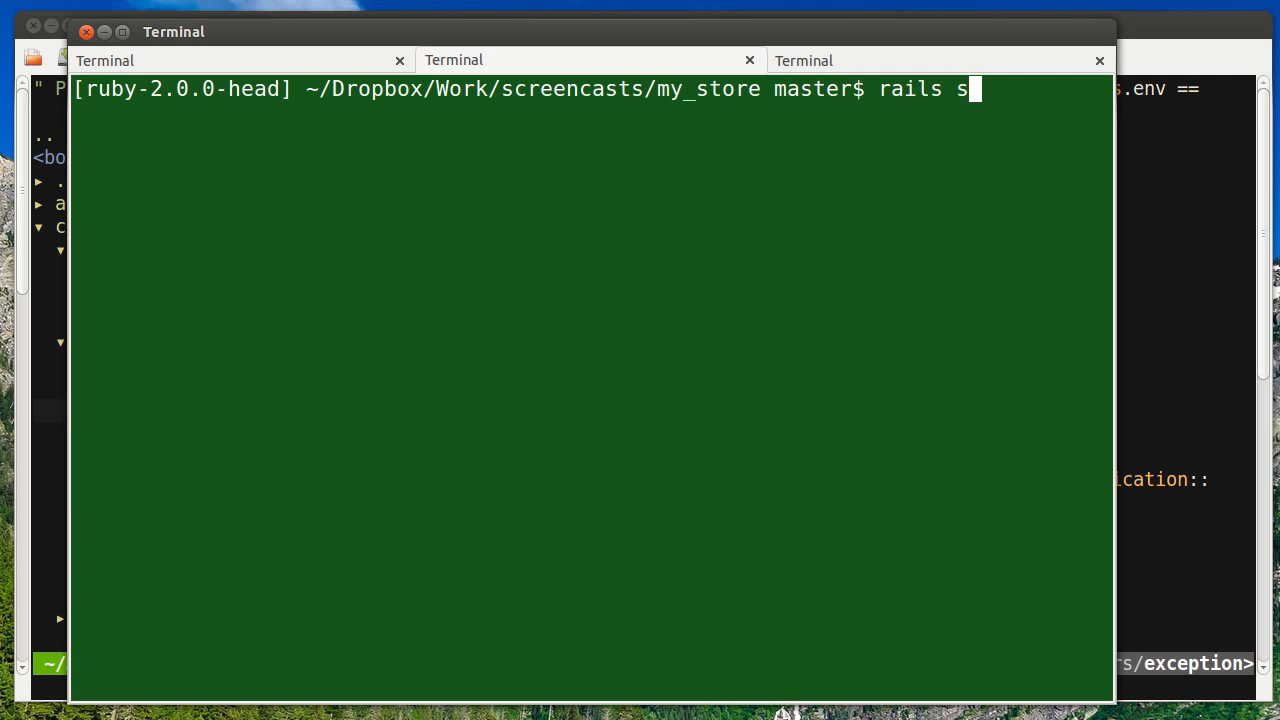 Terminal
Terminal
Terminal
Terminal
[ruby-2.0.0-head] ~/Dropbox/Work/screencasts/my_store master$ rails s
" P
.env ==
..
<bo
▸ .
▸ a
▾ c
▾
▾
ication::
▸
~/
rs/exception>